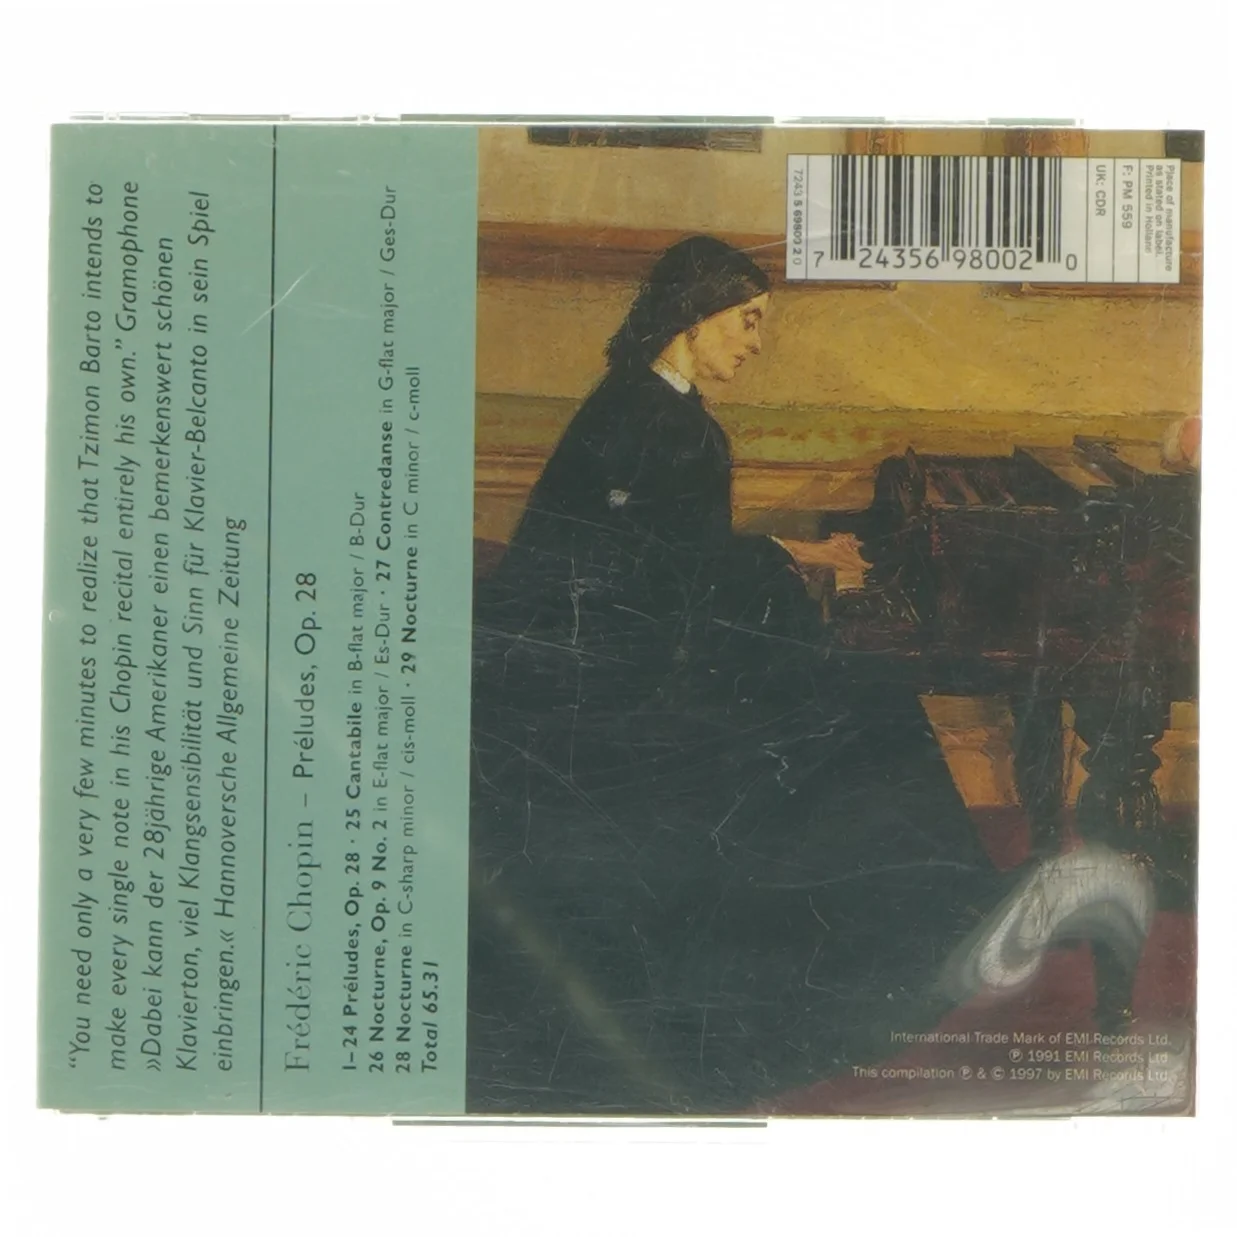 “You need only a very few minutes to realize that Tzimon Barto intends to
make every single note in his Chopin recital entirely his own.” Gramophone
»Dabei kann der 28jährige Amerikaner einen bemerkenswert schönen
Klavierton, viel Klangsensibilität und Sinn für Klavier-Belcanto in sein Spiel
einbringen.« Hannoversche Allgemeine Zeitung
Frédéric Chopin – Préludes, Op. 28
1–24 Préludes, Op. 28 · 25 Cantabile in B-flat major / B-Dur
26 Nocturne, Op. 9 No. 2 in E-flat major / Es-Dur · 27 Contredanse in G-flat major / Ges-Dur
28 Nocturne in C-sharp minor / cis-moll · 29 Nocturne in C minor / c-moll
Total 65.31
7243 5 69800 2 0
7 24356 98002 0
UK: CDR
F: PM 559
Place of manufacture
as stated on label.
Printed in Holland
International Trade Mark of EMI Records Ltd.
℗ 1991 EMI Records Ltd.
This compilation ℗ & © 1997 by EMI Records Ltd.